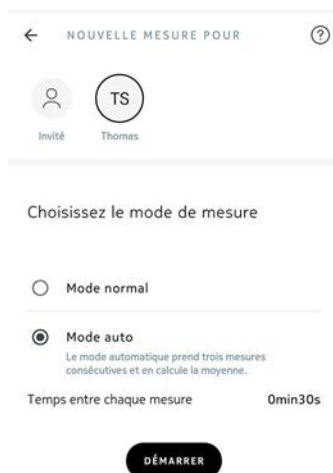 ← NOUVELLE MESURE POUR ?
TS
Invité Thomas
Choisissez le mode de mesure
Mode normal
Mode auto
Le mode automatique prend trois mesures
consécutives et en calcule la moyenne.
Temps entre chaque mesure 0min30s
DÉMARRER